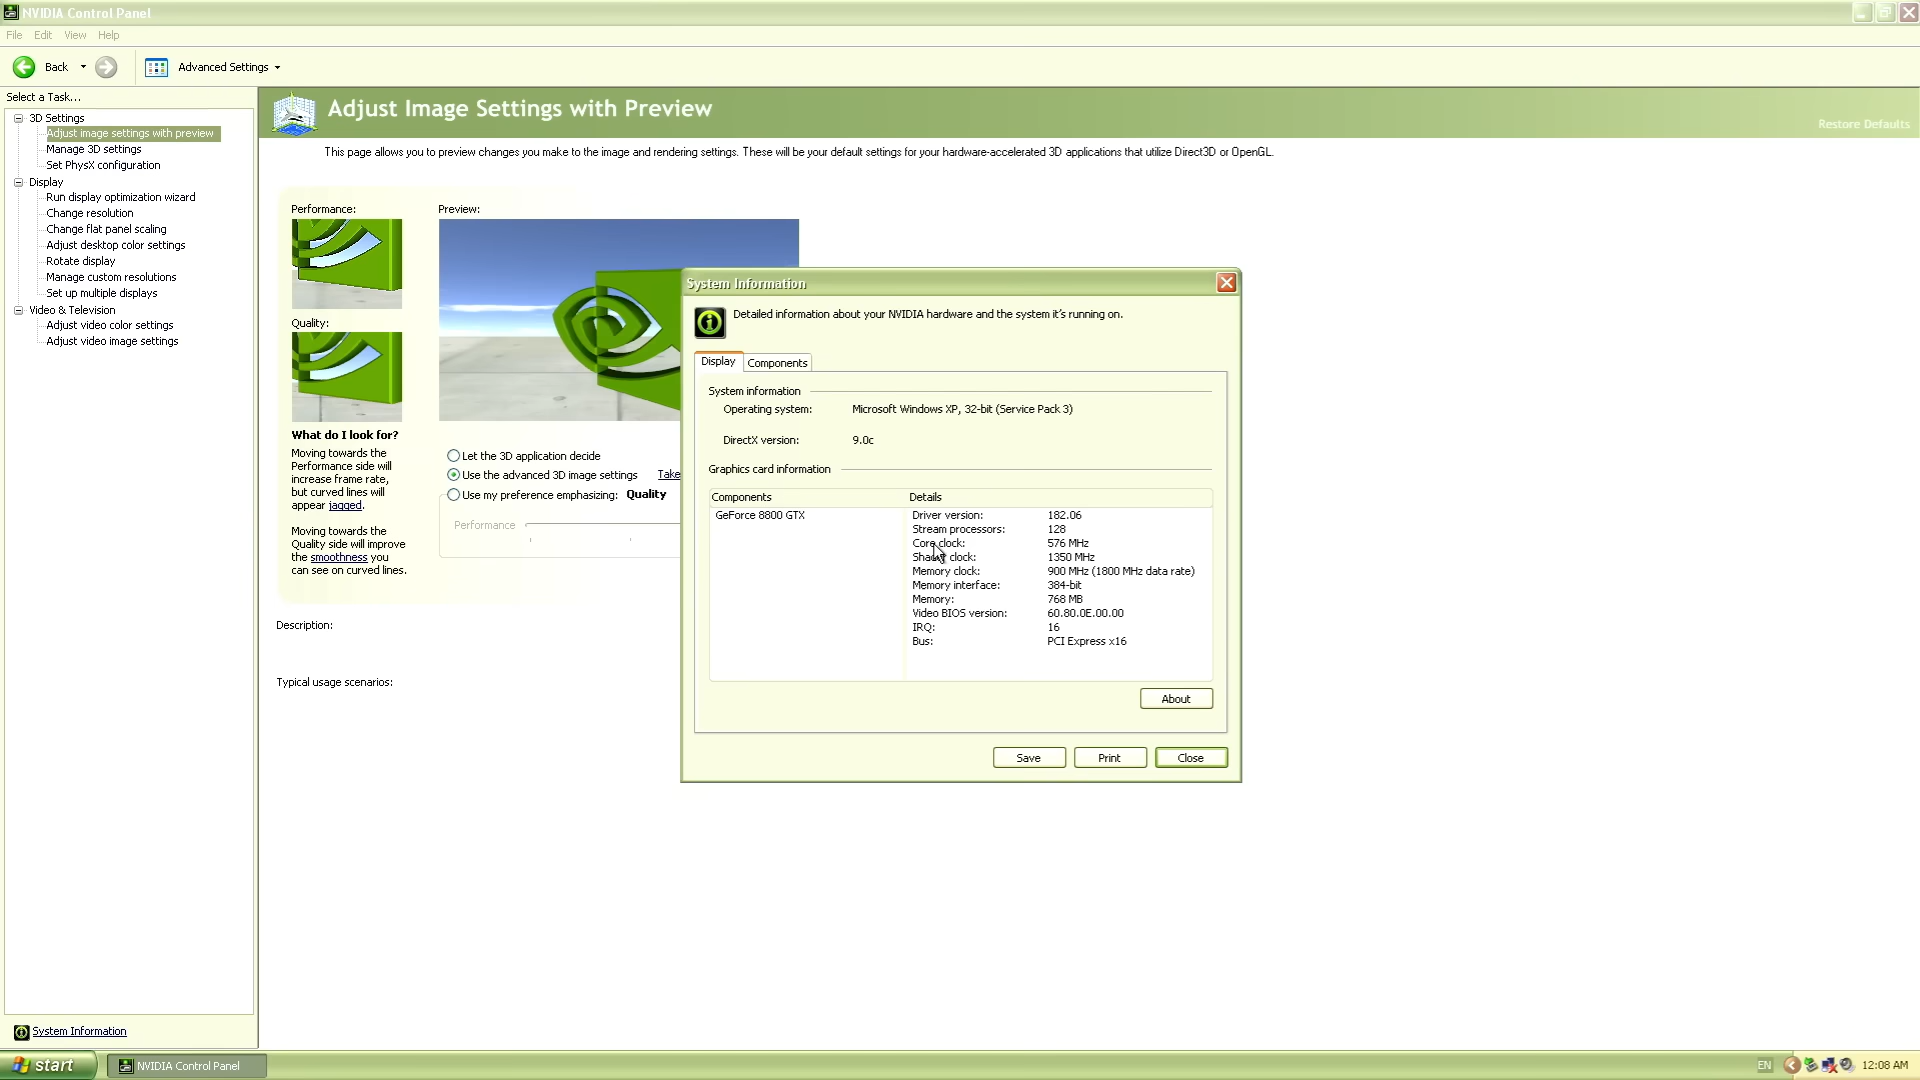 NVIDIA Control Panel
File Edit View Help
Back Advanced Settings
Select a Task...
3D Settings
Adjust image settings with preview
Manage 3D settings
Set PhysX configuration
Display
Run display optimization wizard
Change resolution
Change flat panel scaling
Adjust desktop color settings
Rotate display
Manage custom resolutions
Set up multiple displays
Video & Television
Adjust video color settings
Adjust video image settings
System Information
Adjust Image Settings with Preview
Restore Defaults
This page allows you to preview changes you make to the image and rendering settings. These will be your default settings for your hardware-accelerated 3D applications that utilize Direct3D or OpenGL.
Performance:
Quality:
What do I look for?
Moving towards the
Performance side will
increase frame rate,
but curved lines will
appear jagged.
Moving towards the
Quality side will improve
the smoothness you
can see on curved lines.
Preview:
Let the 3D application decide
Use the advanced 3D image settings Take
Use my preference emphasizing: Quality
Performance
Description:
Typical usage scenarios:
System Information
Detailed information about your NVIDIA hardware and the system it's running on.
Display Components
System information
Operating system: Microsoft Windows XP, 32-bit (Service Pack 3)
DirectX version: 9.0c
Graphics card information
Components Details
GeForce 8800 GTX
Driver version: 182.06
Stream processors: 128
Core clock: 576 MHz
Shader clock: 1350 MHz
Memory clock: 900 MHz (1800 MHz data rate)
Memory interface: 384-bit
Memory: 768 MB
Video BIOS version: 60.80.0E.00.00
IRQ: 16
Bus: PCI Express x16
About
Save Print Close
start NVIDIA Control Panel EN 12:08 AM